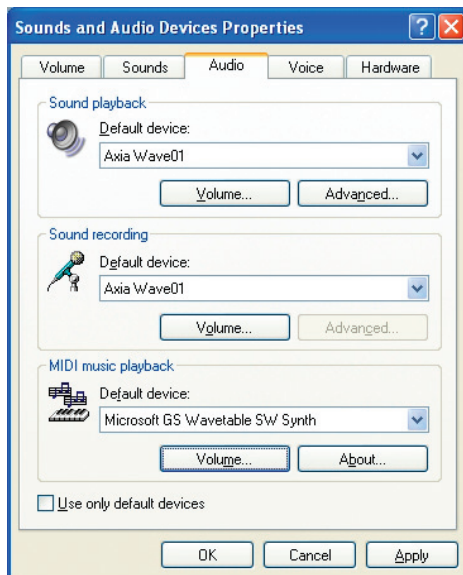 Sounds and Audio Devices Properties
Volume Sounds Audio Voice Hardware
Sound playback
Default device:
Axia Wave01
Volume... Advanced...
Sound recording
Default device:
Axia Wave01
Volume... Advanced...
MIDI music playback
Default device:
Microsoft GS Wavetable SW Synth
Volume... About...
Use only default devices
OK Cancel Apply